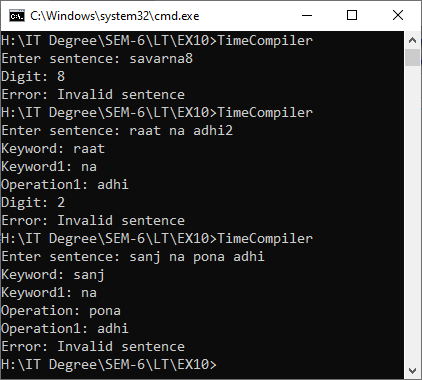 C:\Windows\system32\cmd.exe
H:\IT Degree\SEM-6\LT\EX10>TimeCompiler
Enter sentence: savarna8
Digit: 8
Error: Invalid sentence
H:\IT Degree\SEM-6\LT\EX10>TimeCompiler
Enter sentence: raat na adhi2
Keyword: raat
Keyword1: na
Operation1: adhi
Digit: 2
Error: Invalid sentence
H:\IT Degree\SEM-6\LT\EX10>TimeCompiler
Enter sentence: sanj na pona adhi
Keyword: sanj
Keyword1: na
Operation: pona
Operation1: adhi
Error: Invalid sentence
H:\IT Degree\SEM-6\LT\EX10>